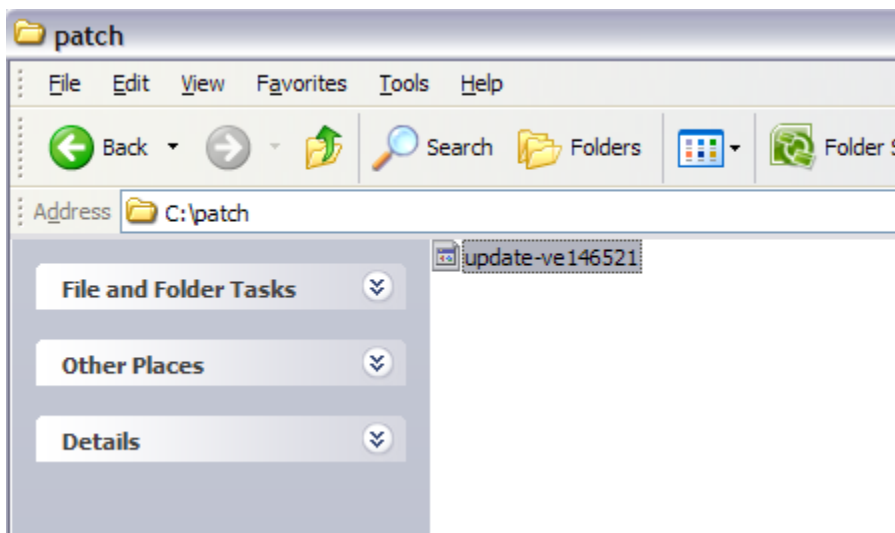 patch
File Edit View Favorites Tools Help
Back Search Folders Folder S
Address C:\patch
update-ve146521
File and Folder Tasks
Other Places
Details